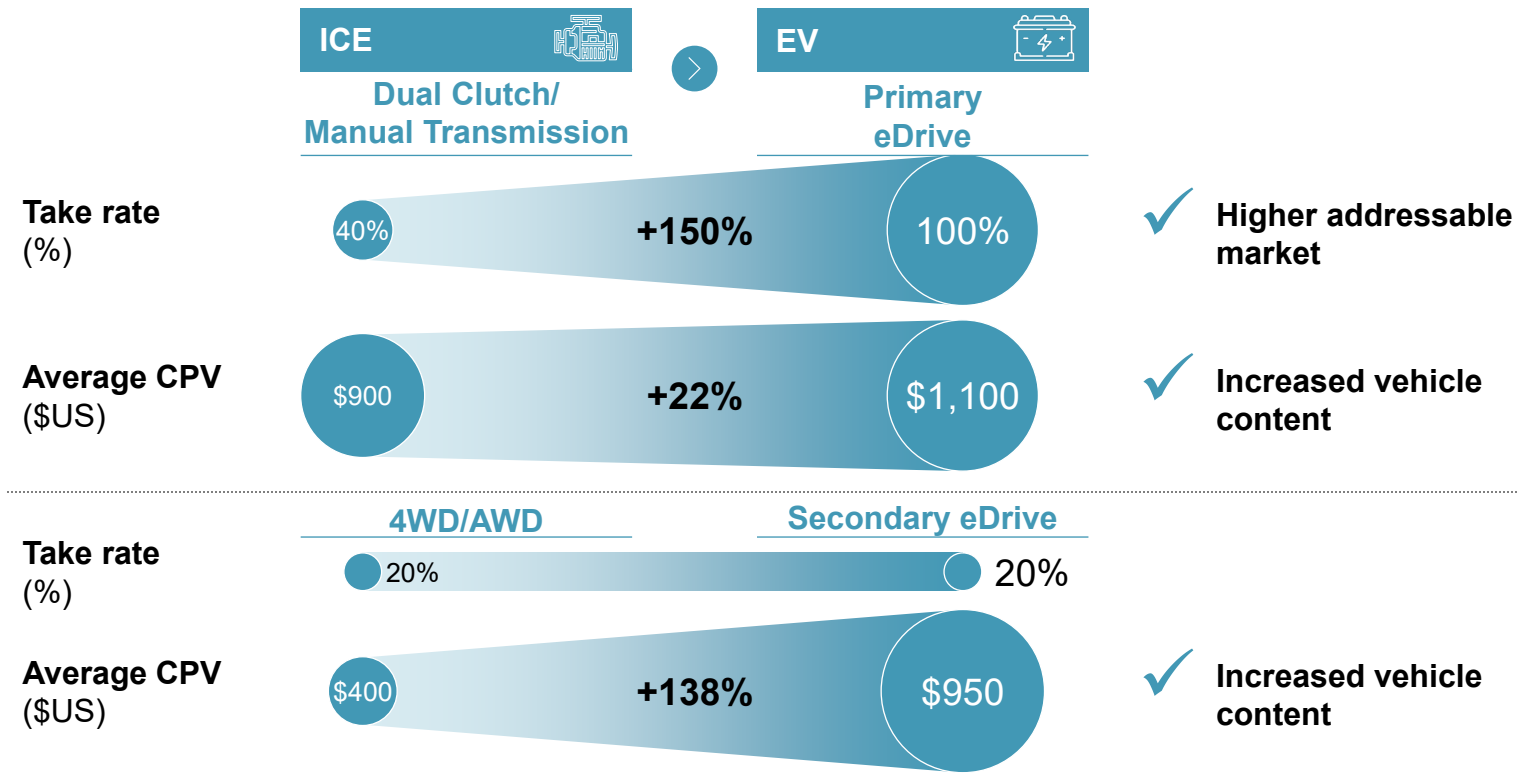 ICE
EV
Dual Clutch/
Manual Transmission
Primary
eDrive
Take rate
(%)
40%
+150%
100%
Higher addressable
market
Average CPV
($US)
$900
+22%
$1,100
Increased vehicle
content
4WD/AWD
Secondary eDrive
Take rate
(%)
20%
20%
Average CPV
($US)
$400
+138%
$950
Increased vehicle
content